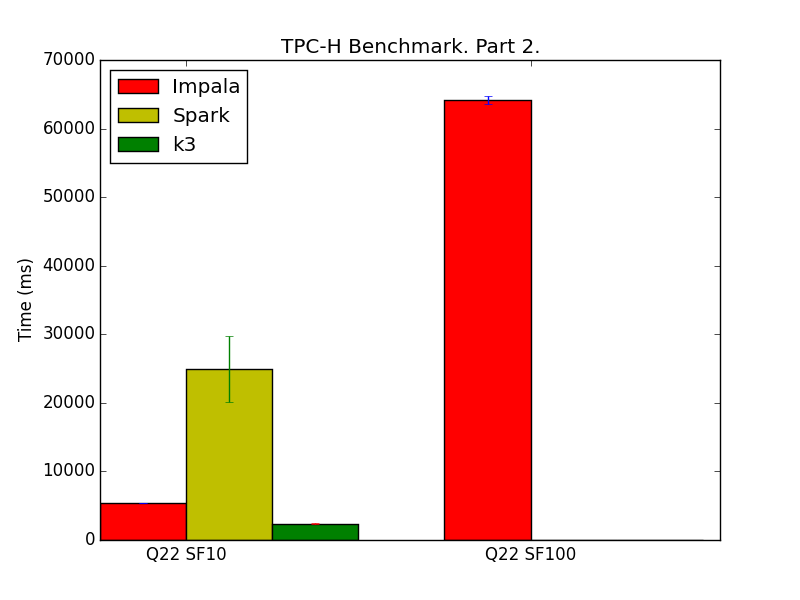 TPC-H Benchmark. Part 2.
70000
60000
50000
40000
30000
20000
10000
0
Time (ms)
Impala
Spark
k3
Q22 SF10
Q22 SF100